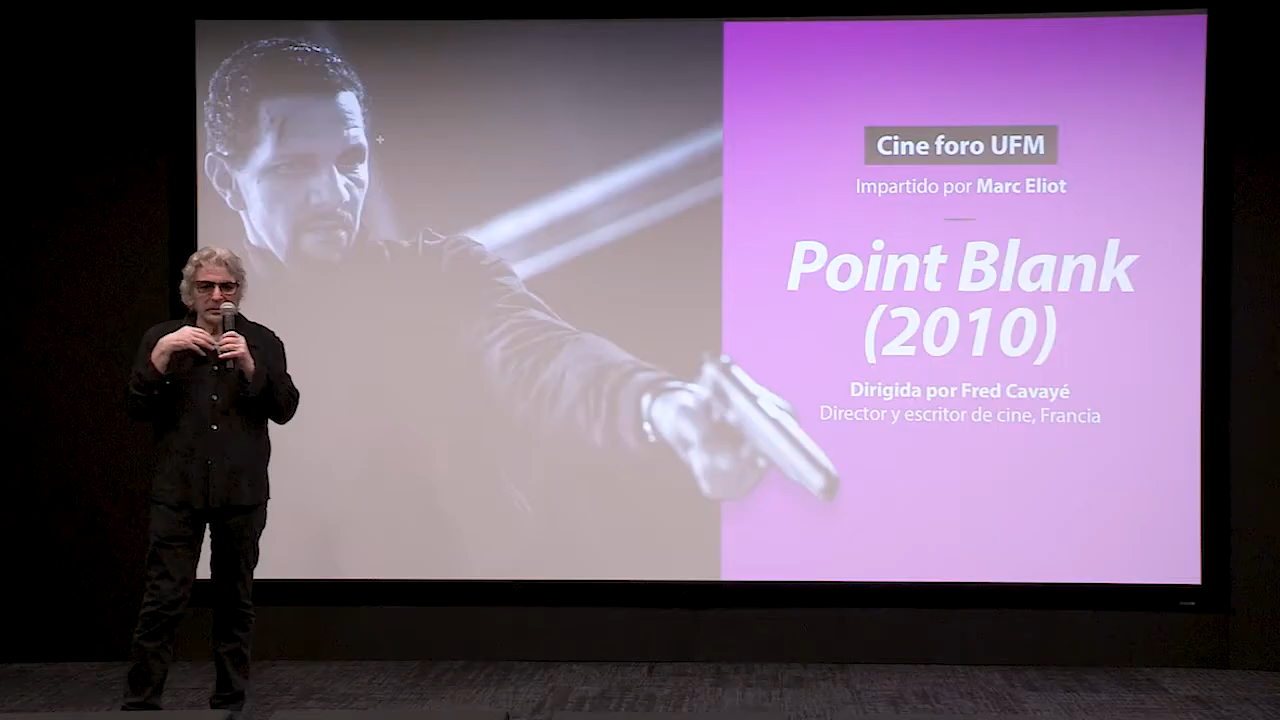 Cine foro UFM
Impartido por Marc Eliot
Point Blank
(2010)
Dirigida por Fred Cavayé
Director y escritor de cine, Francia